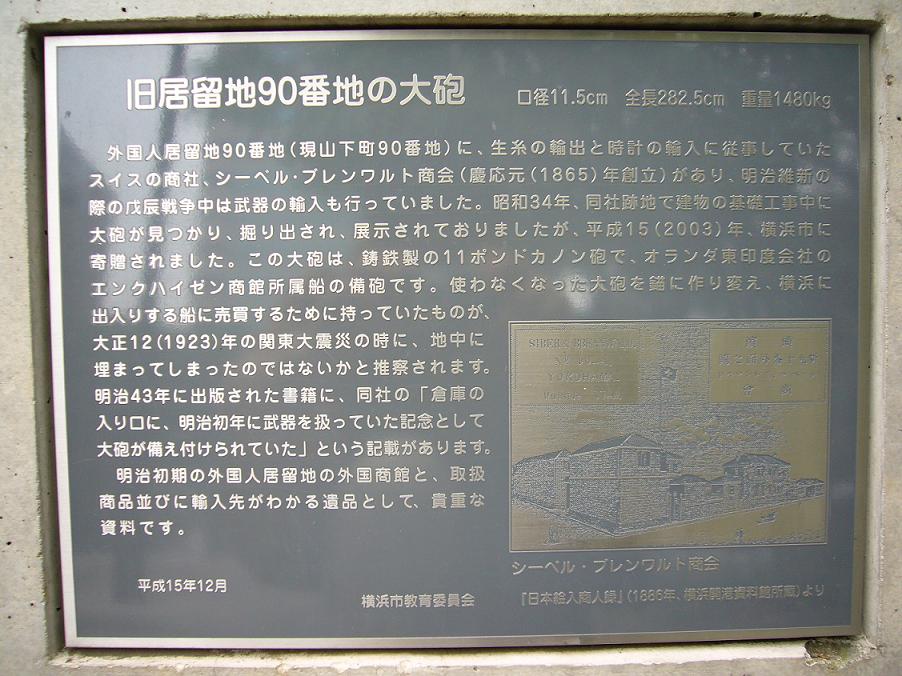 旧居留地90番地の大砲
口径11.5cm 全長282.5cm 重量1480kg
外国人居留地90番地(現山下町90番地)に、生糸の輸出と時計の輸入に従事していた
スイスの商社、シーベル・ブレンワルト商会(慶応元(1865)年創立)があり、明治維新の
際の戊辰戦争中は武器の輸入も行っていました。昭和34年、同社跡地で建物の基礎工事中に
大砲が見つかり、掘り出され、展示されておりましたが、平成15(2003)年、横浜市に
寄贈されました。この大砲は、鋳鉄製の11ポンドカノン砲で、オランダ東印度会社の
エンクハイゼン商館所属船の備砲です。使わなくなった大砲を錨に作り変え、横浜に
出入りする船に売買するために持っていたものが、
大正12(1923)年の関東大震災の時に、地中に
埋まってしまったのではないかと推察されます。
明治43年に出版された書籍に、同社の「倉庫の
入り口に、明治初年に武器を扱っていた記念として
大砲が備え付けられていた」という記載があります。
明治初期の外国人居留地の外国商館と、取扱
商品並びに輸入先がわかる遺品として、貴重な
資料です。
平成15年12月
横浜市教育委員会
YOKOHAMA
シーベル・ブレンワルト商会
「日本絵入商人録」(1886年、横浜開港資料館所蔵)より